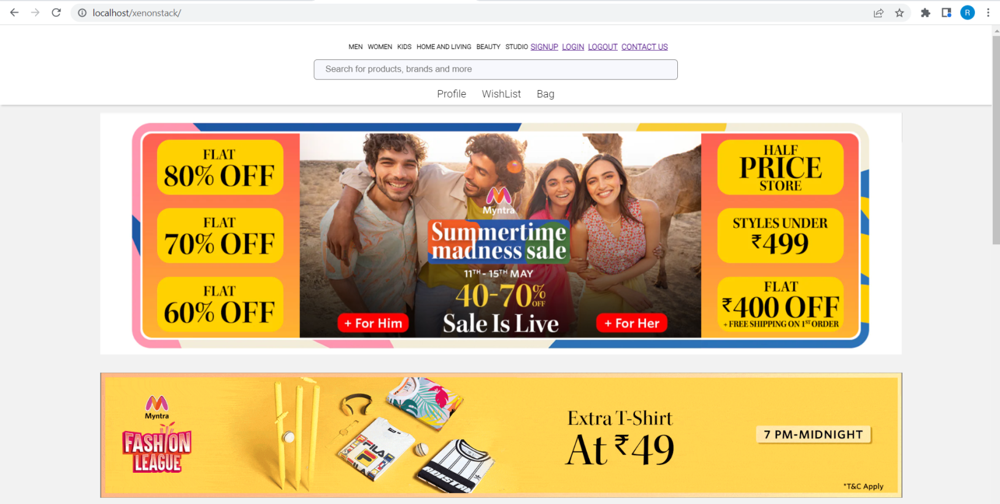 localhost/xenonstack/
R
MEN WOMEN KIDS HOME AND LIVING BEAUTY STUDIO SIGNUP LOGIN LOGOUT CONTACT US
Search for products, brands and more
Profile WishList Bag
FLAT
80% OFF
FLAT
70% OFF
FLAT
60% OFF
Myntra
Summertime
madness sale
11TH - 15TH MAY
40-70% OFF
Sale Is Live
+ For Him
+ For Her
HALF
PRICE
STORE
STYLES UNDER
₹499
FLAT
₹400 OFF
+ FREE SHIPPING ON 1ST ORDER
Myntra
FASHION
LEAGUE
FILA
Extra T-Shirt
At ₹49
7 PM-MIDNIGHT
*T&C Apply